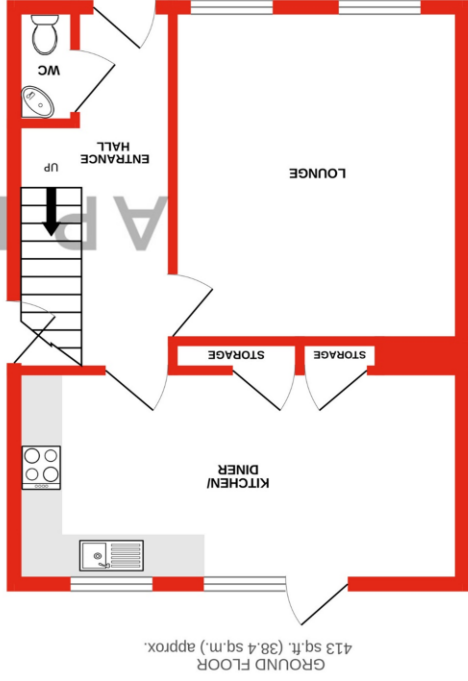 GROUND FLOOR
413 sq.ft. (38.4 sq.m.) approx.
KITCHEN/
DINER
STORAGE
STORAGE
LOUNGE
ENTRANCE
HALL
UP
WC